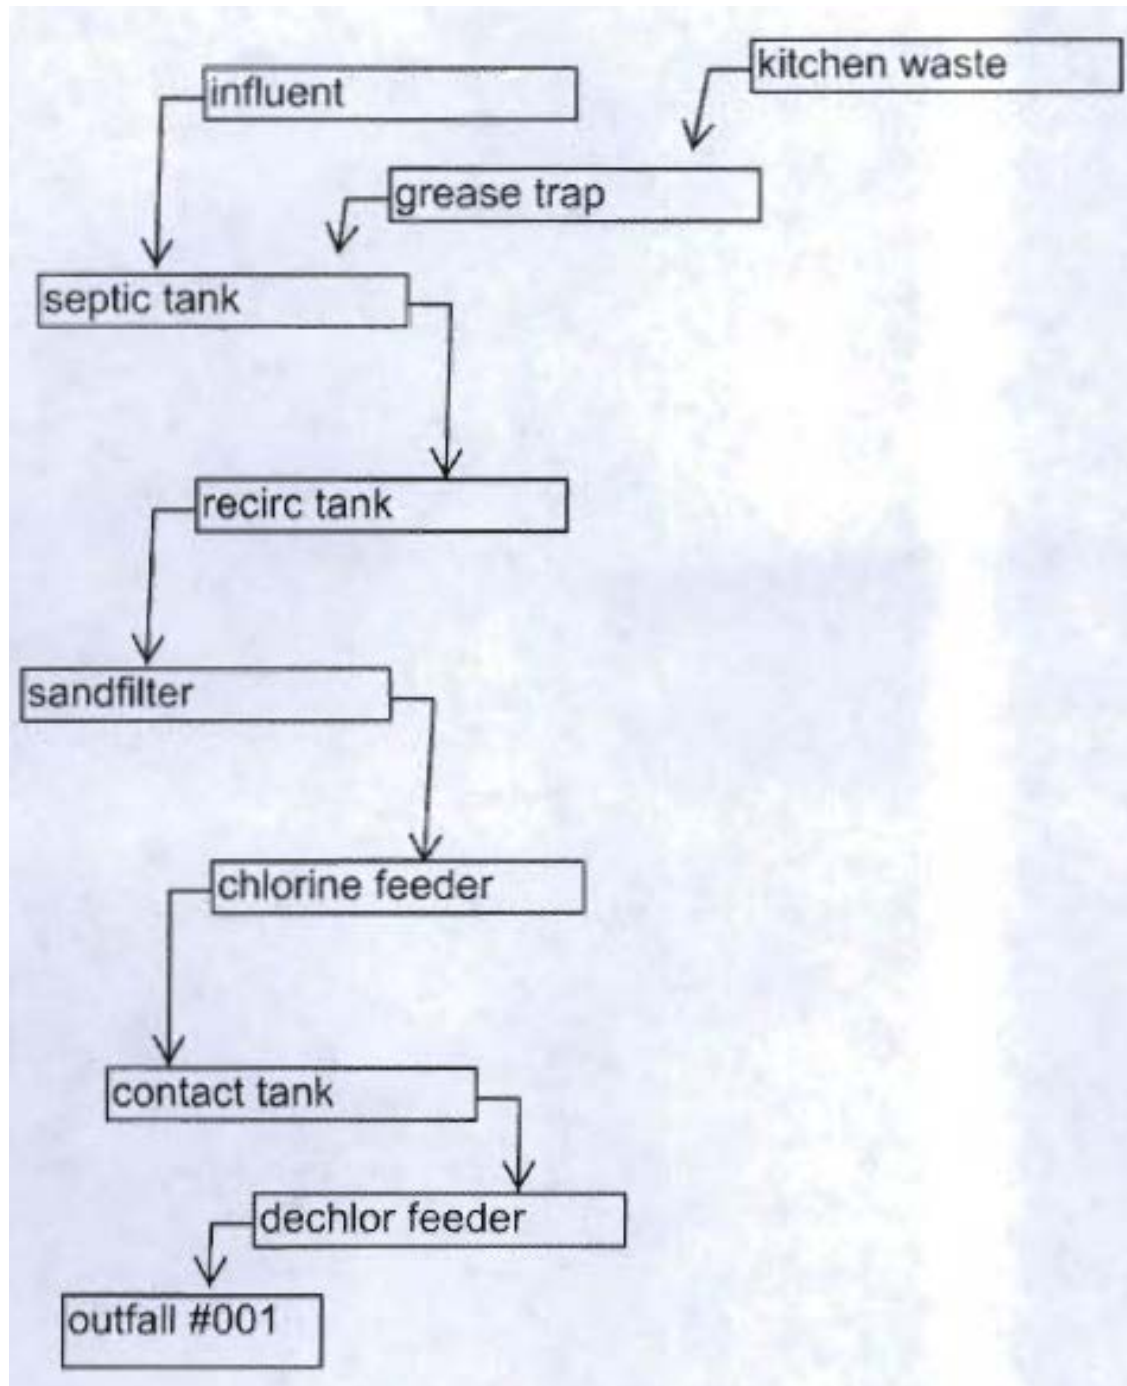 kitchen waste
influent
grease trap
septic tank
recirc tank
sandfilter
chlorine feeder
contact tank
dechlor feeder
outfall #001